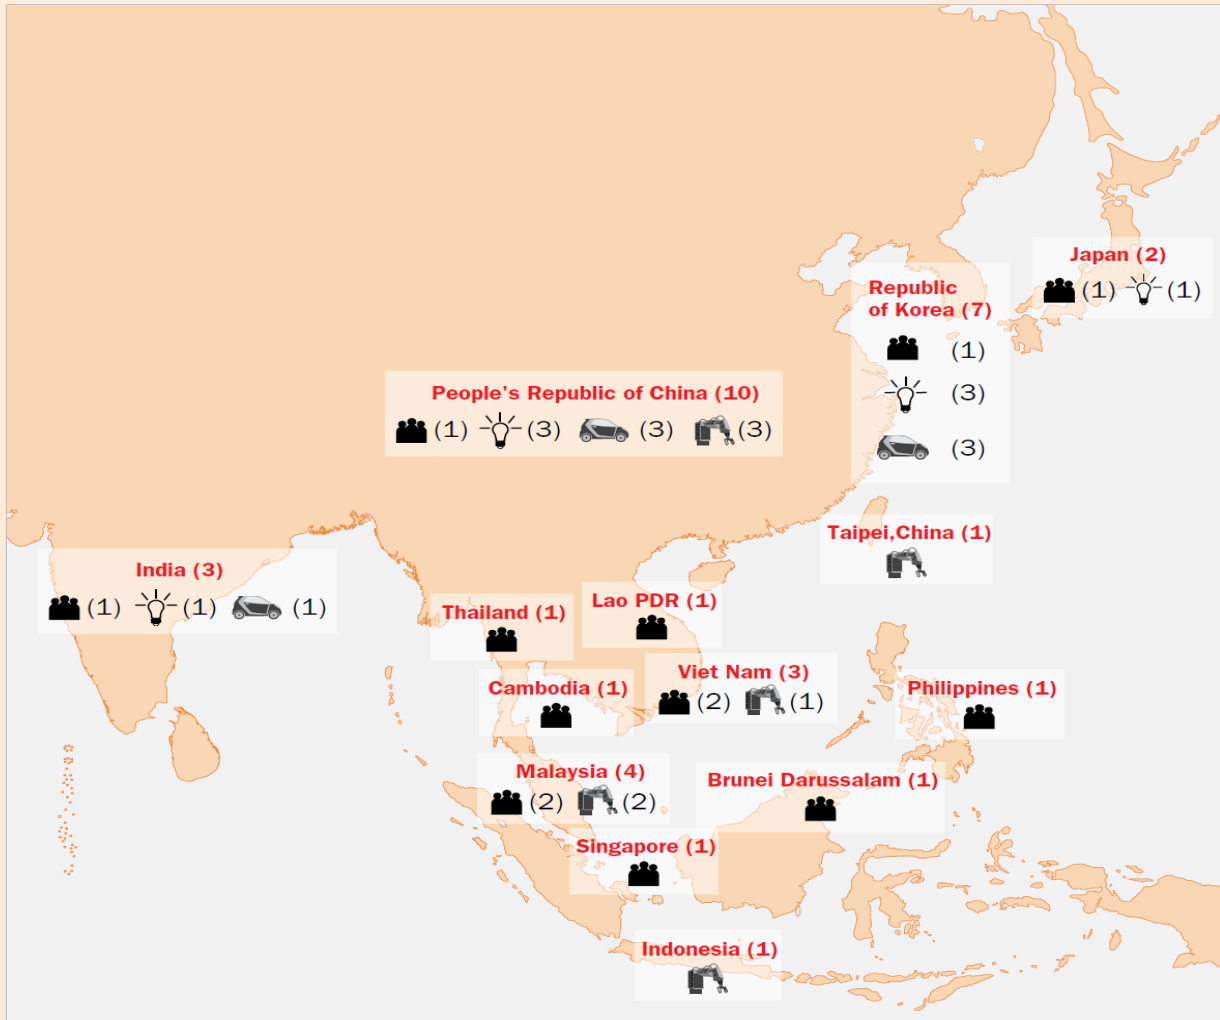 Japan (2)
(1) (1)
Republic
of Korea (7)
(1)
(3)
(3)
People's Republic of China (10)
(1) (3) (3) (3)
Taipei,China (1)
India (3)
(1) (1) (1)
Thailand (1)
Lao PDR (1)
Viet Nam (3)
(2) (1)
Cambodia (1)
Philippines (1)
Malaysia (4)
(2) (2)
Brunei Darussalam (1)
Singapore (1)
Indonesia (1)